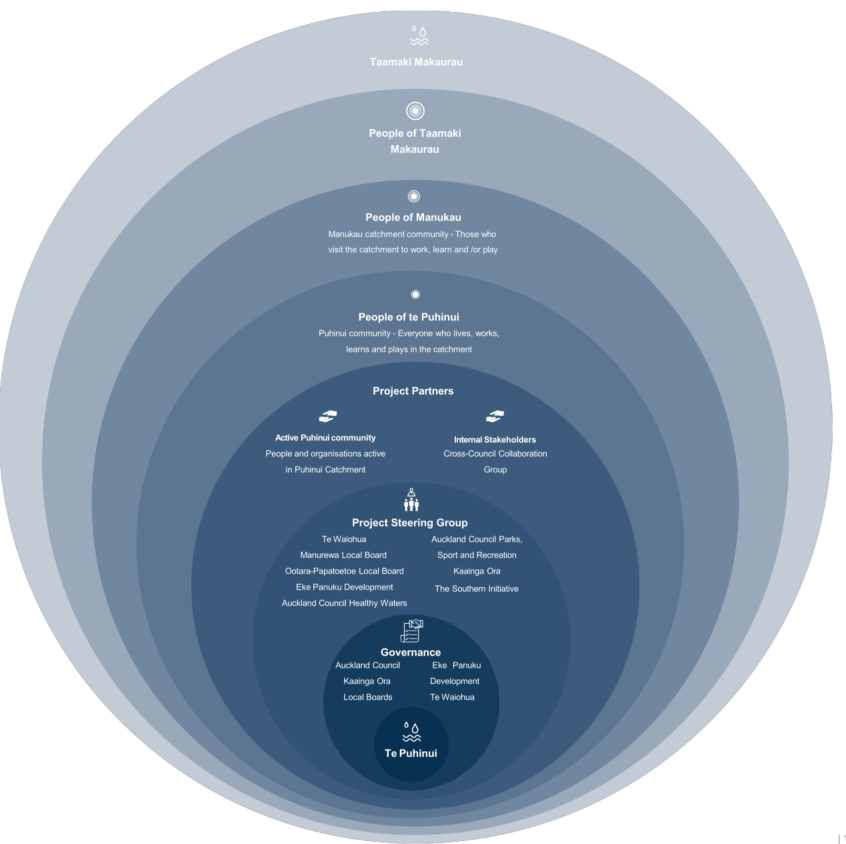 Taamaki Makaurau
People of Taamaki
Makaurau
People of Manukau
Manukau catchment community - Those who
visit the catchment to work, learn and /or play
People of te Puhinui
Puhinui community - Everyone who lives, works,
learns and plays in the catchment
Project Partners
Active Puhinui community
People and organisations active
in Puhinui Catchment
Internal Stakeholders
Cross-Council Collaboration
Group
Project Steering Group
Te Waiohua
Manurewa Local Board
Ootara-Papatoetoe Local Board
Eke Panuku Development
Auckland Council Healthy Waters
Auckland Council Parks,
Sport and Recreation
Kaainga Ora
The Southern Initiative
Governance
Auckland Council
Kaainga Ora
Local Boards
Eke Panuku
Development
Te Waiohua
Te Puhinui